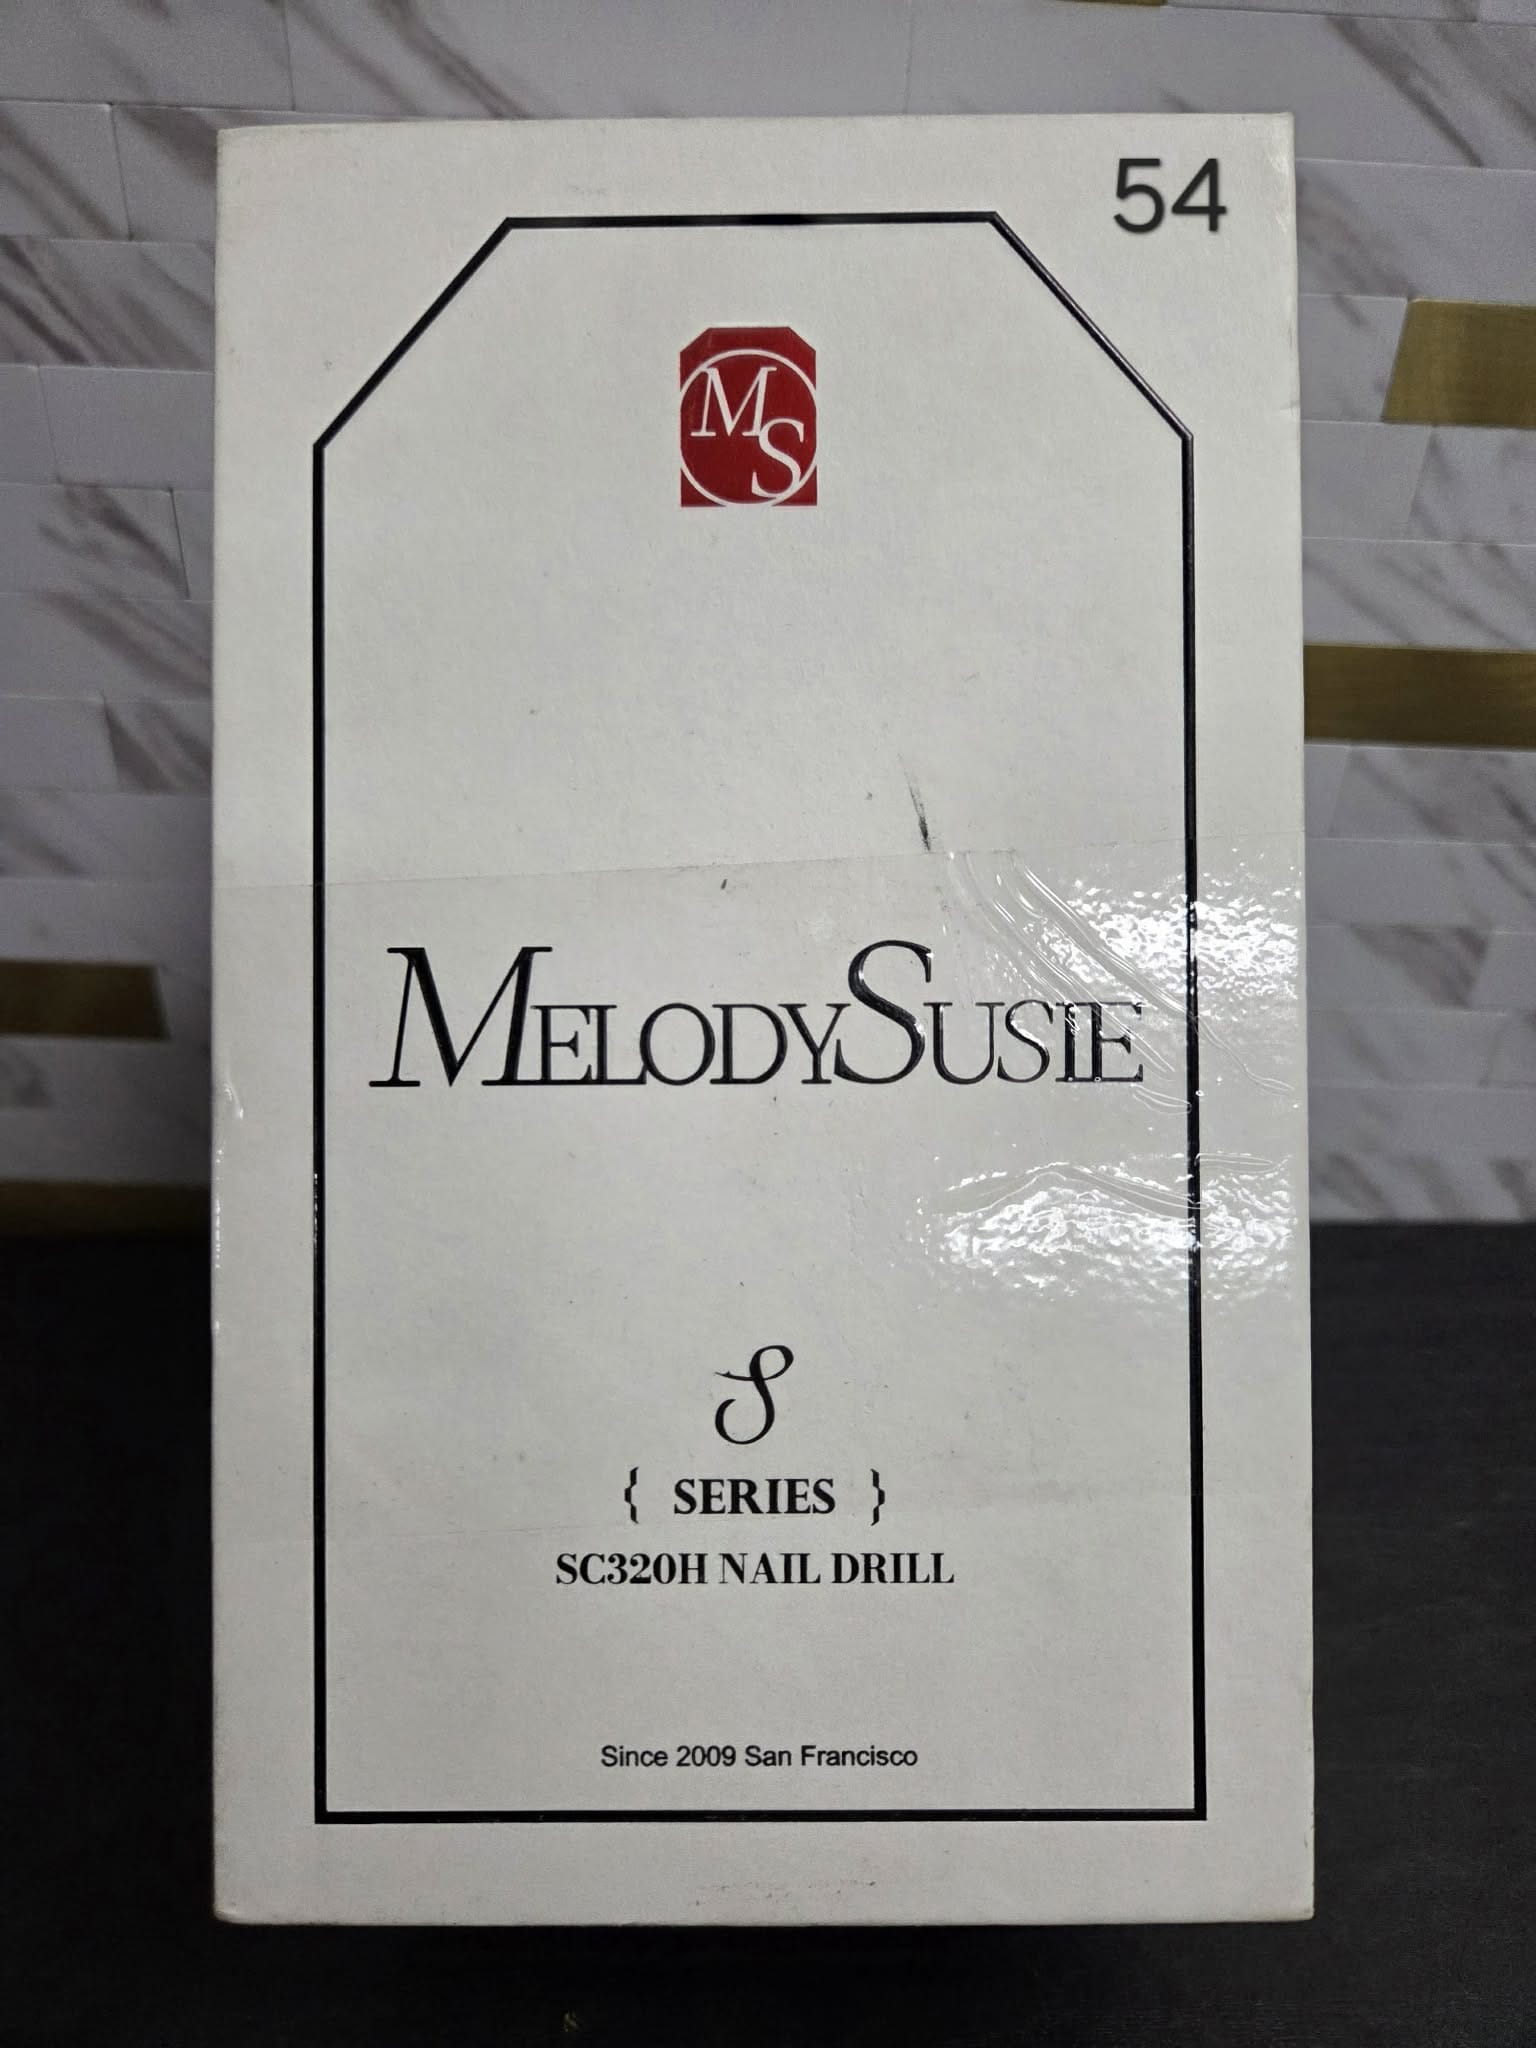 54
MS
MELODYSUSIE
S
{ SERIES }
SC320H NAIL DRILL
Since 2009 San Francisco